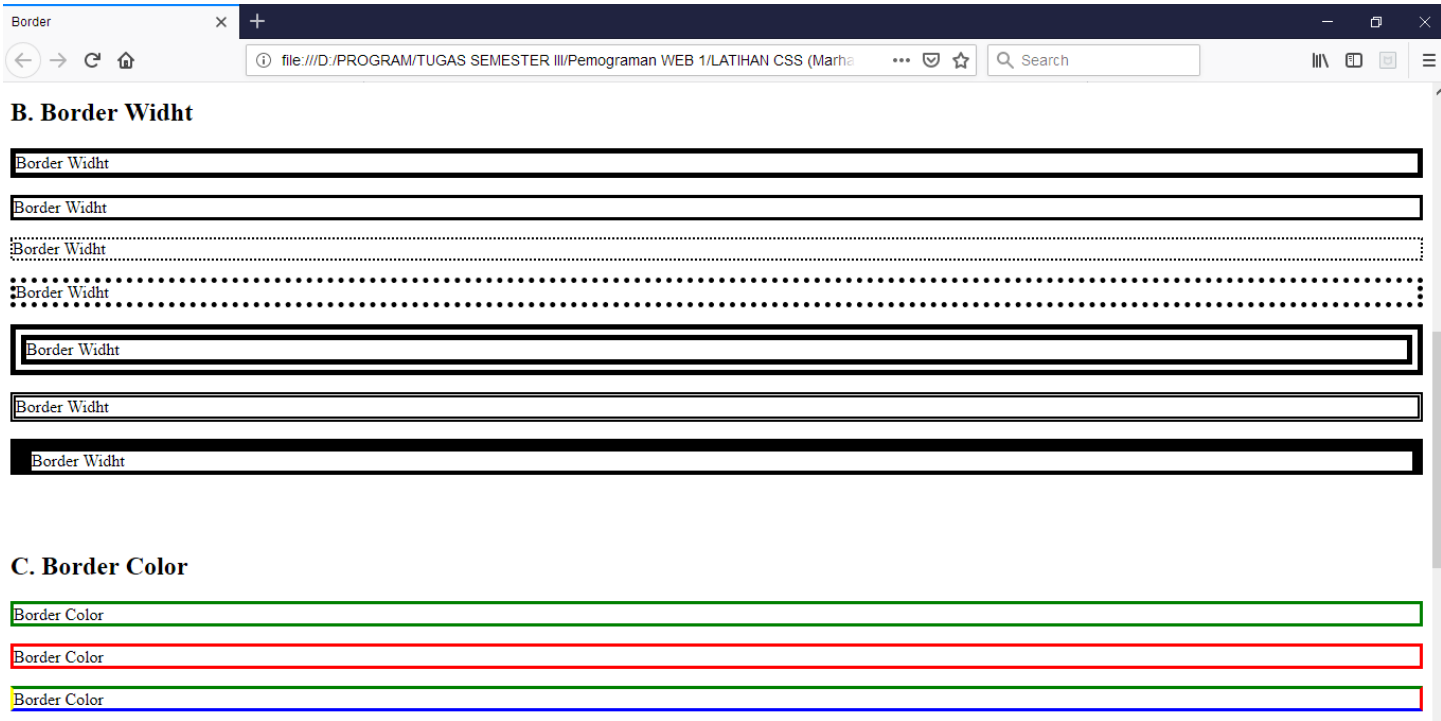 Border
file:///D:/PROGRAM/TUGAS SEMESTER III/Pemograman WEB 1/LATIHAN CSS (Marha
Search
B. Border Widht
Border Widht
Border Widht
Border Widht
Border Widht
Border Widht
Border Widht
Border Widht
C. Border Color
Border Color
Border Color
Border Color